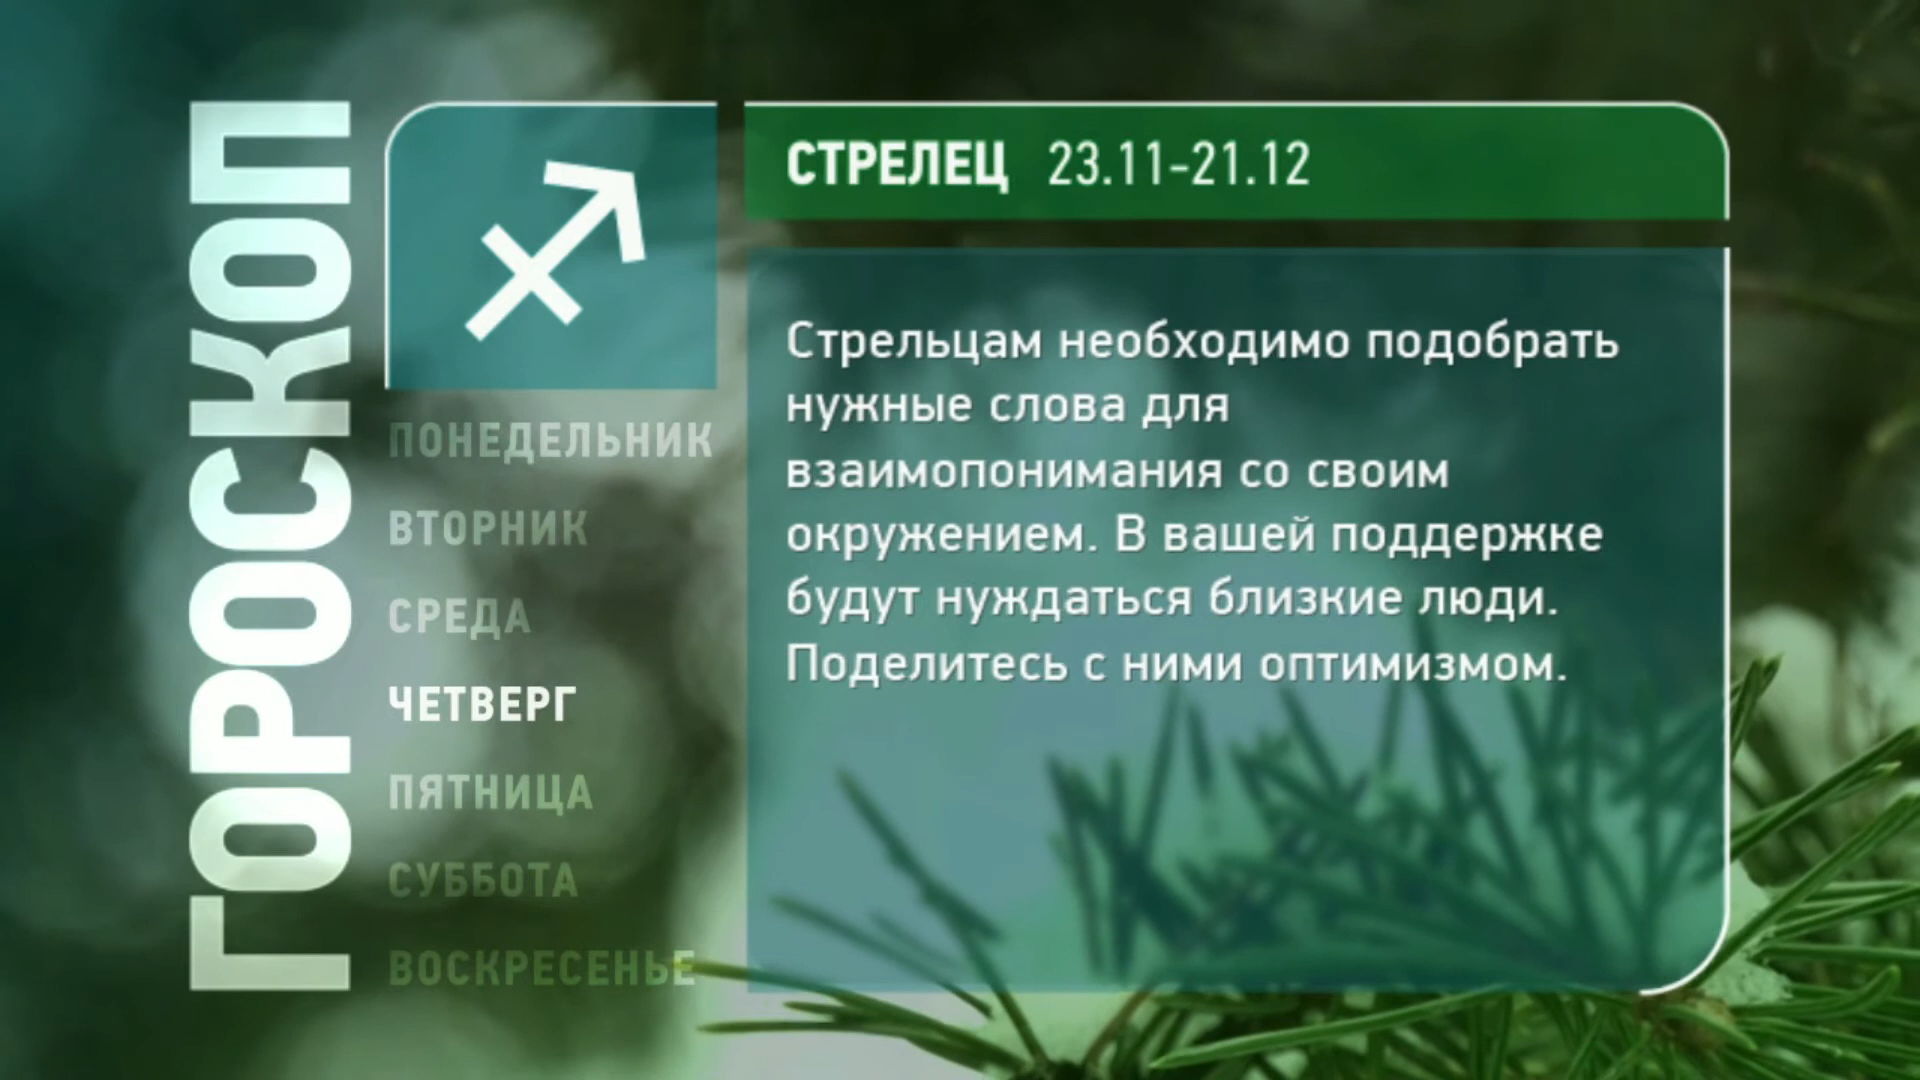 ГОРОСКОП
СТРЕЛЕЦ 23.11-21.12
ПОНЕДЕЛЬНИК
ВТОРНИК
СРЕДА
ЧЕТВЕРГ
ПЯТНИЦА
СУББОТА
ВОСКРЕСЕНЬЕ
Стрельцам необходимо подобрать
нужные слова для
взаимопонимания со своим
окружением. В вашей поддержке
будут нуждаться близкие люди.
Поделитесь с ними оптимизмом.